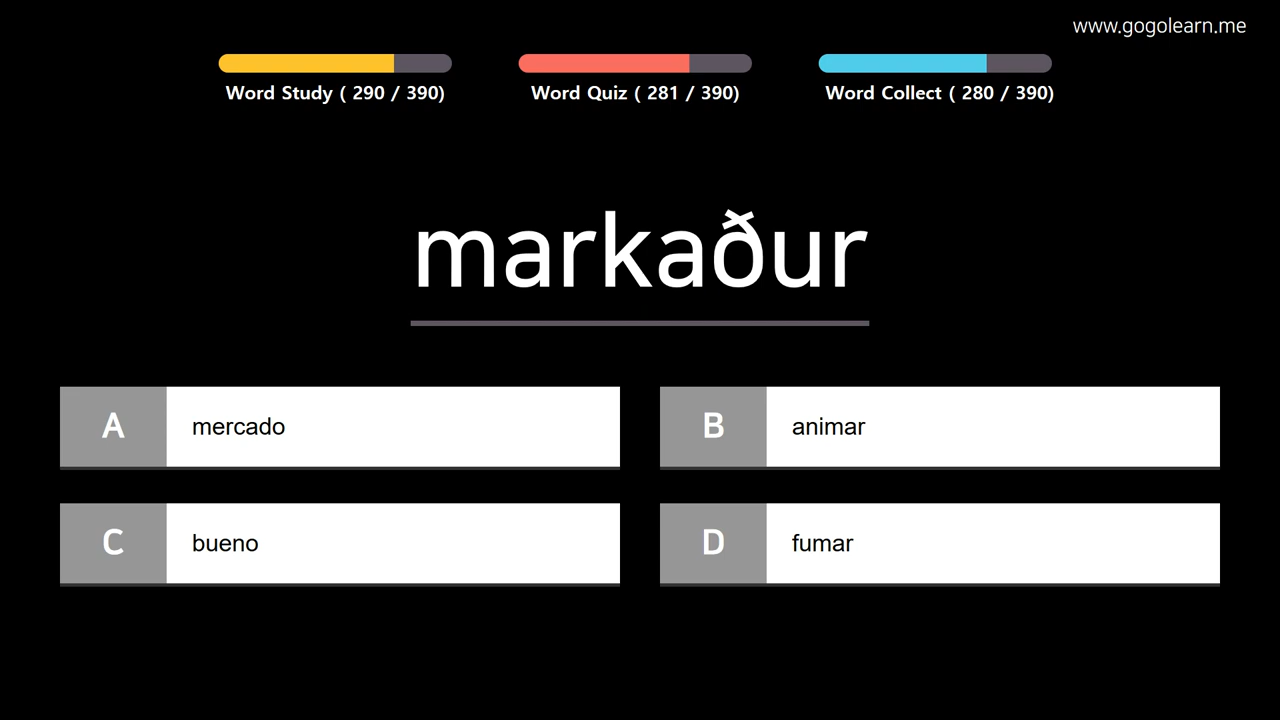 www.gogolearn.me
Word Study ( 290 / 390)
Word Quiz ( 281 / 390)
Word Collect ( 280 / 390)
markaður
A mercado
B animar
C bueno
D fumar